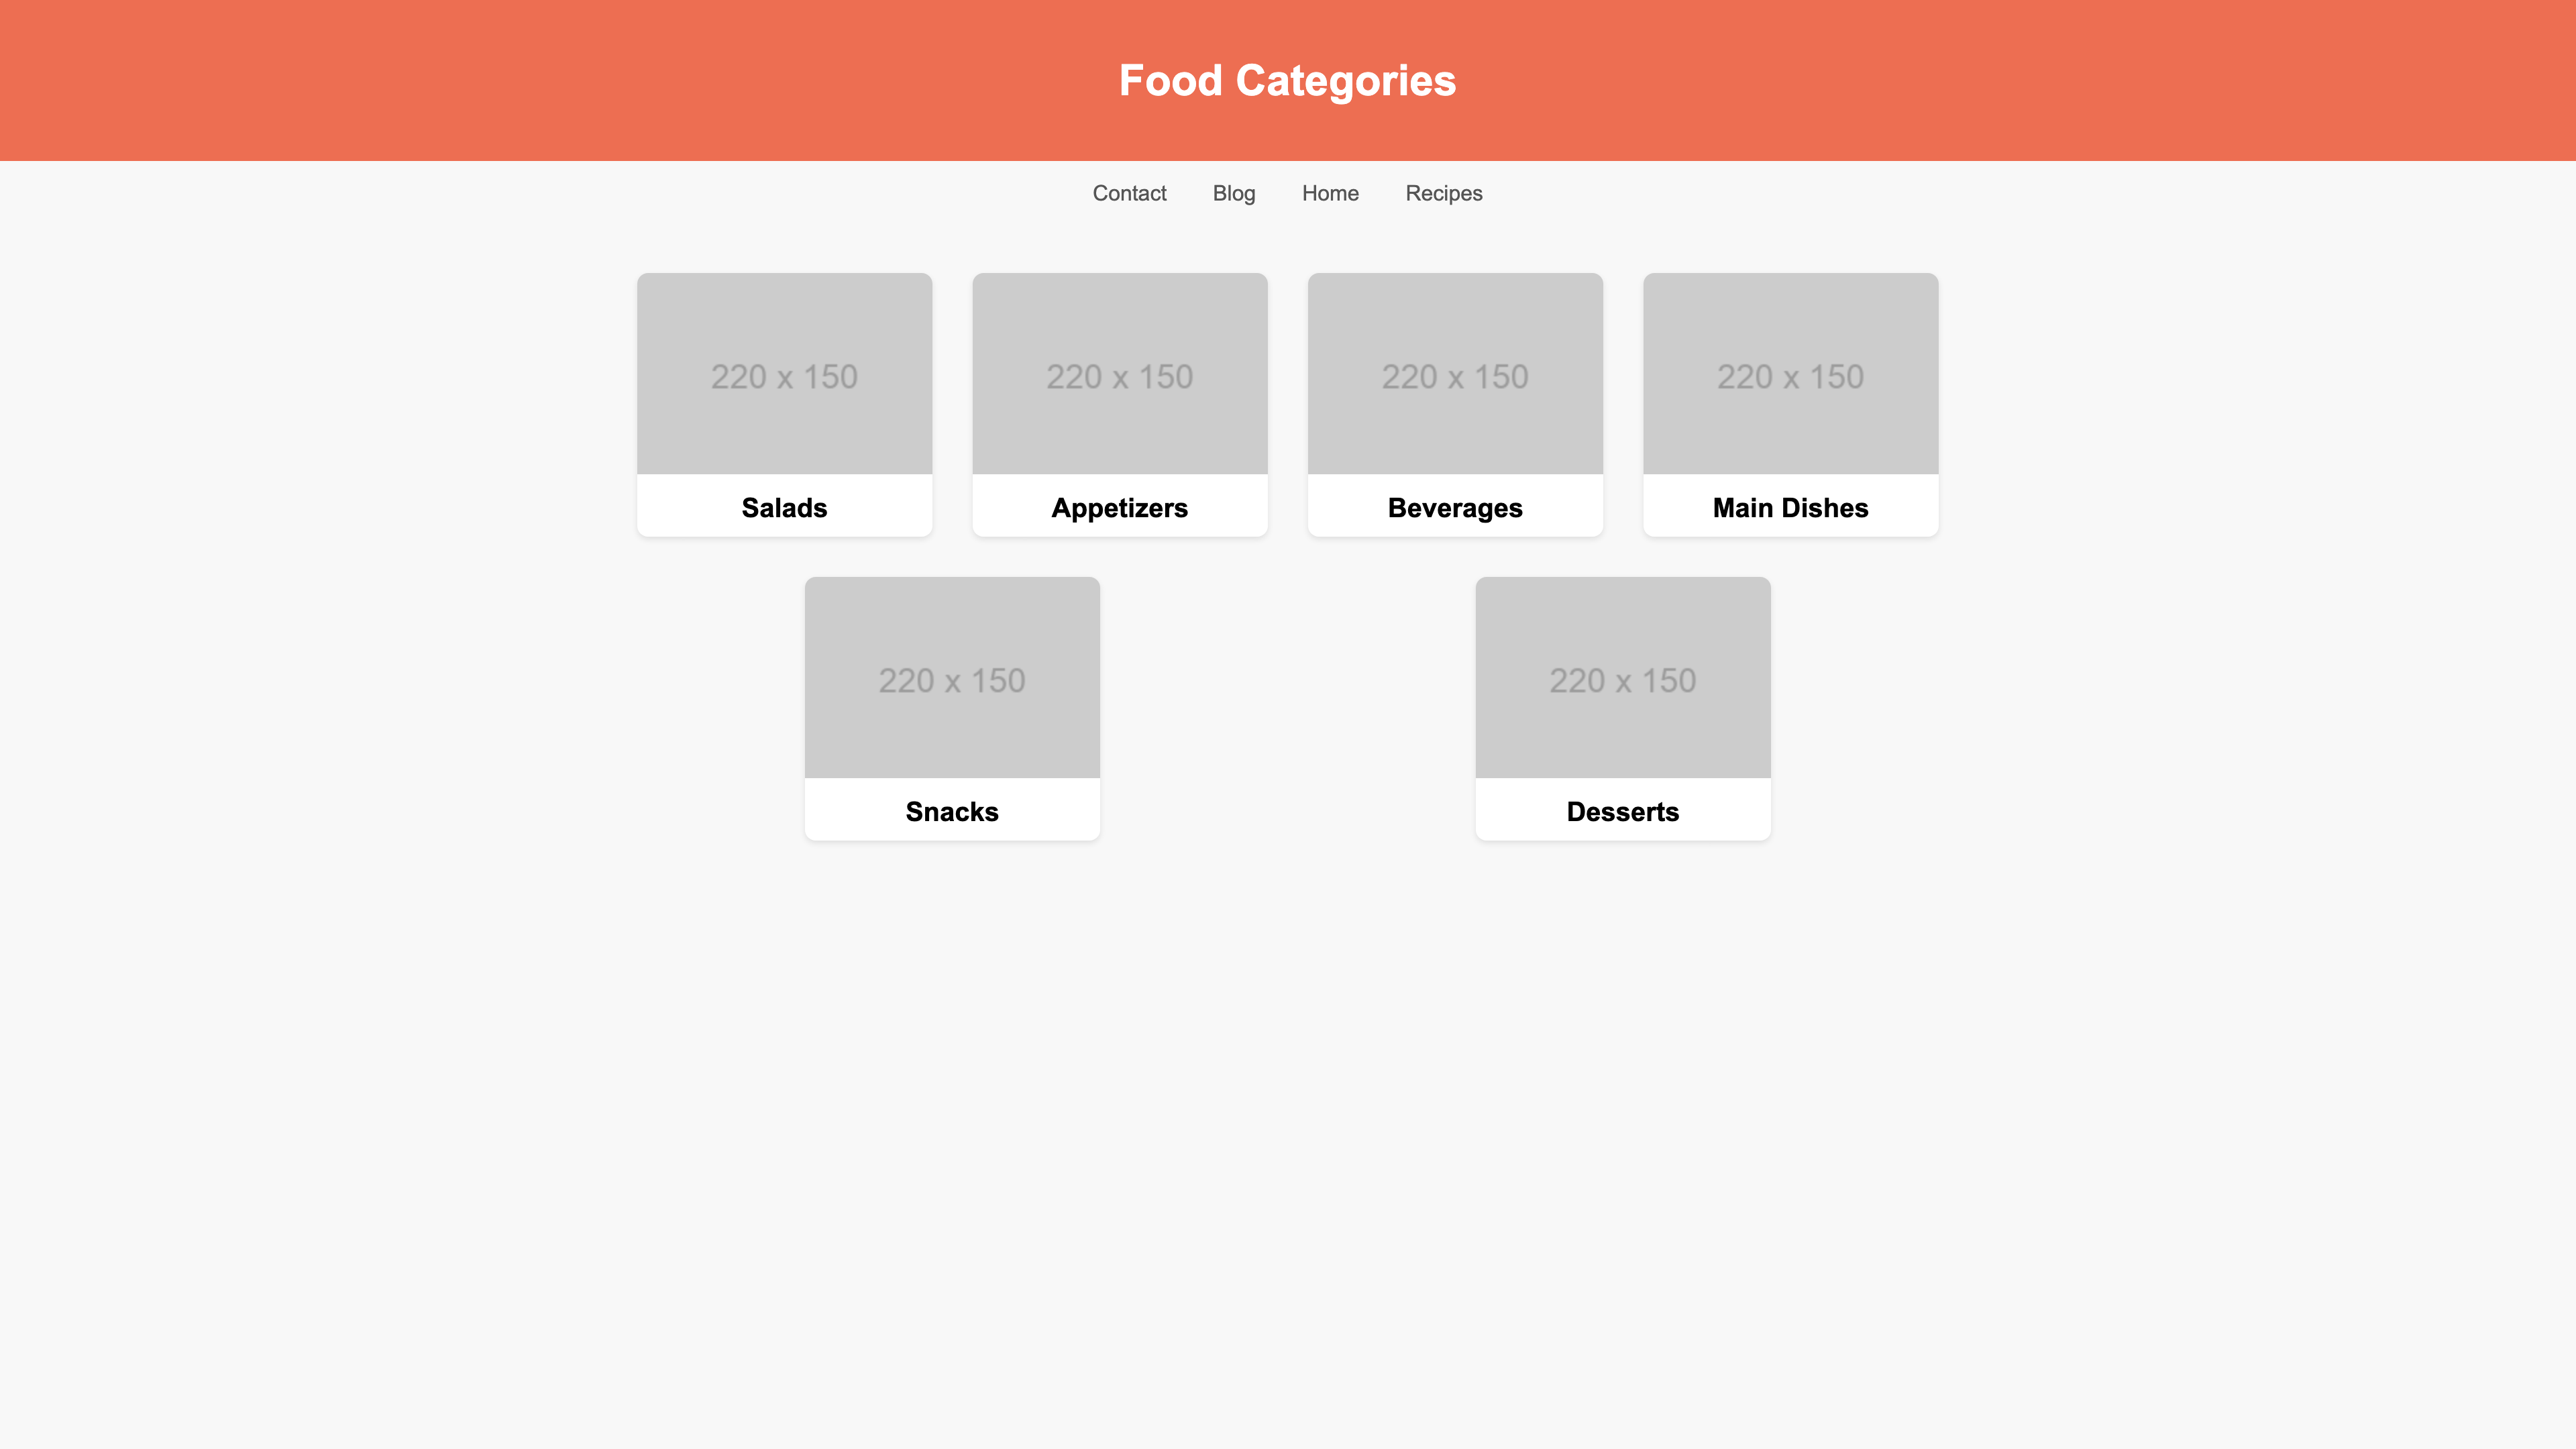 Food Categories
Contact Blog Home Recipes
220 x 150 220 x 150 220 x 150 220 x 150
Salads Appetizers Beverages Main Dishes
220 x 150 220 x 150
Snacks Desserts